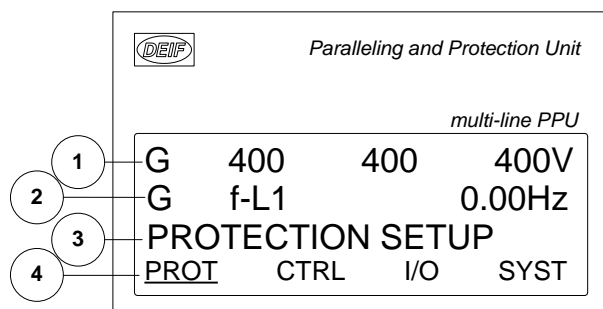 DEIF
Paralleling and Protection Unit
multi-line PPU
1
G 400 400 400V
2
G f-L1 0.00Hz
3
PROTECTION SETUP
4
PROT CTRL I/O SYST